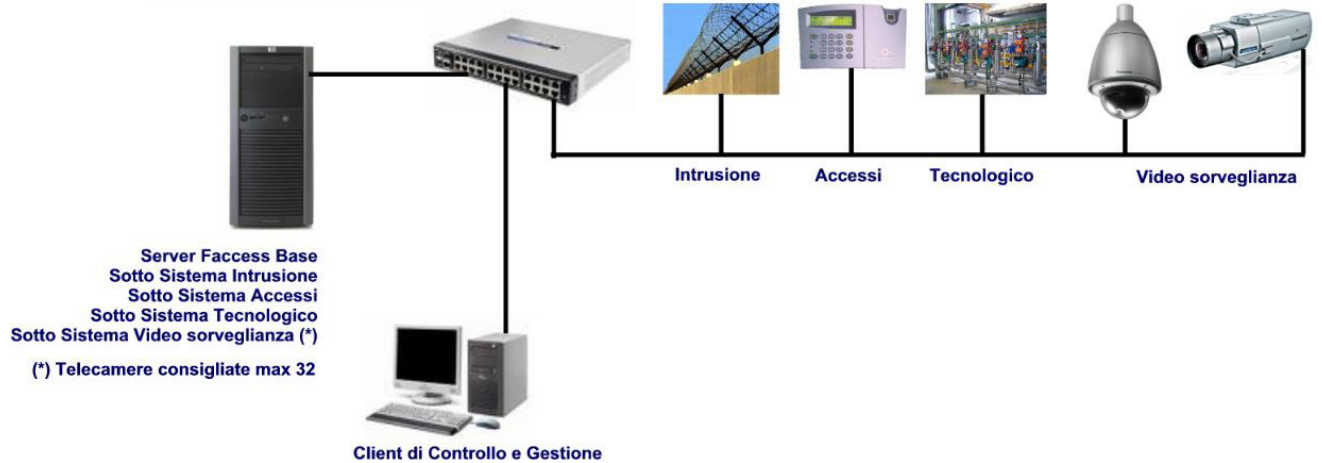 Intrusione
Accessi
Tecnologico
Video sorveglianza
Server Faccess Base
Sotto Sistema Intrusione
Sotto Sistema Accessi
Sotto Sistema Tecnologico
Sotto Sistema Video sorveglianza (*)
(*) Telecamere consigliate max 32
Client di Controllo e Gestione